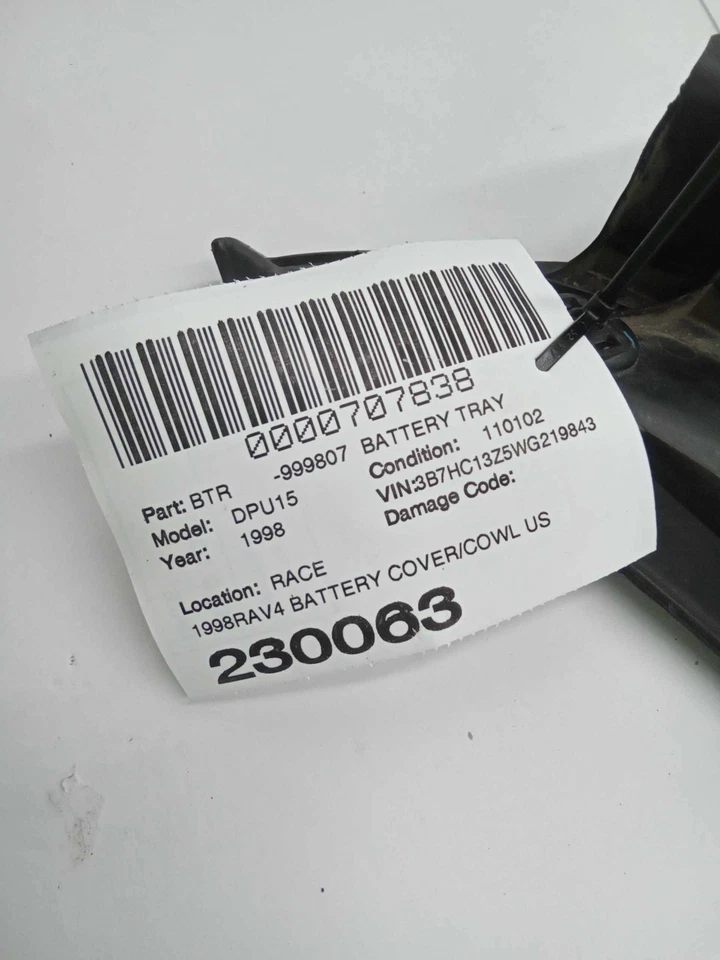 0000707838
Part: BTR -999807 BATTERY TRAY
Model: DPU15 Condition: 110102
Year: 1998 VIN:3B7HC13Z5WG219843
Damage Code:
Location: RACE
1998RAV4 BATTERY COVER/COWL US
230063